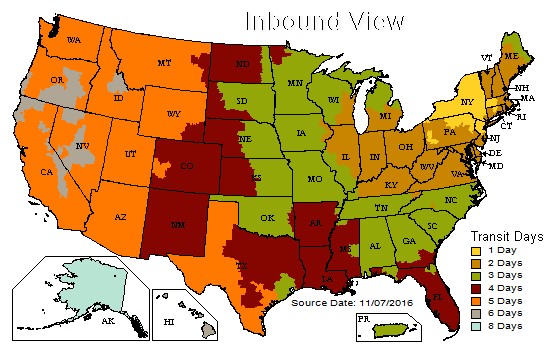 Inbound View
WA
MT
ND
MN
ME
VT
OR
ID
SD
WI
MI
NY
NH
MA
RI
CT
WY
IA
PA
NJ
NV
UT
NE
IL
IN
OH
DE
MD
CA
CO
KS
MO
WV
VA
KY
AZ
NM
OK
TN
NC
AR
SC
TX
MS
AL
GA
LA
FL
Source Date: 11/07/2016
AK
HI
PR
Transit Days
1 Day
2 Days
3 Days
4 Days
5 Days
6 Days
8 Days